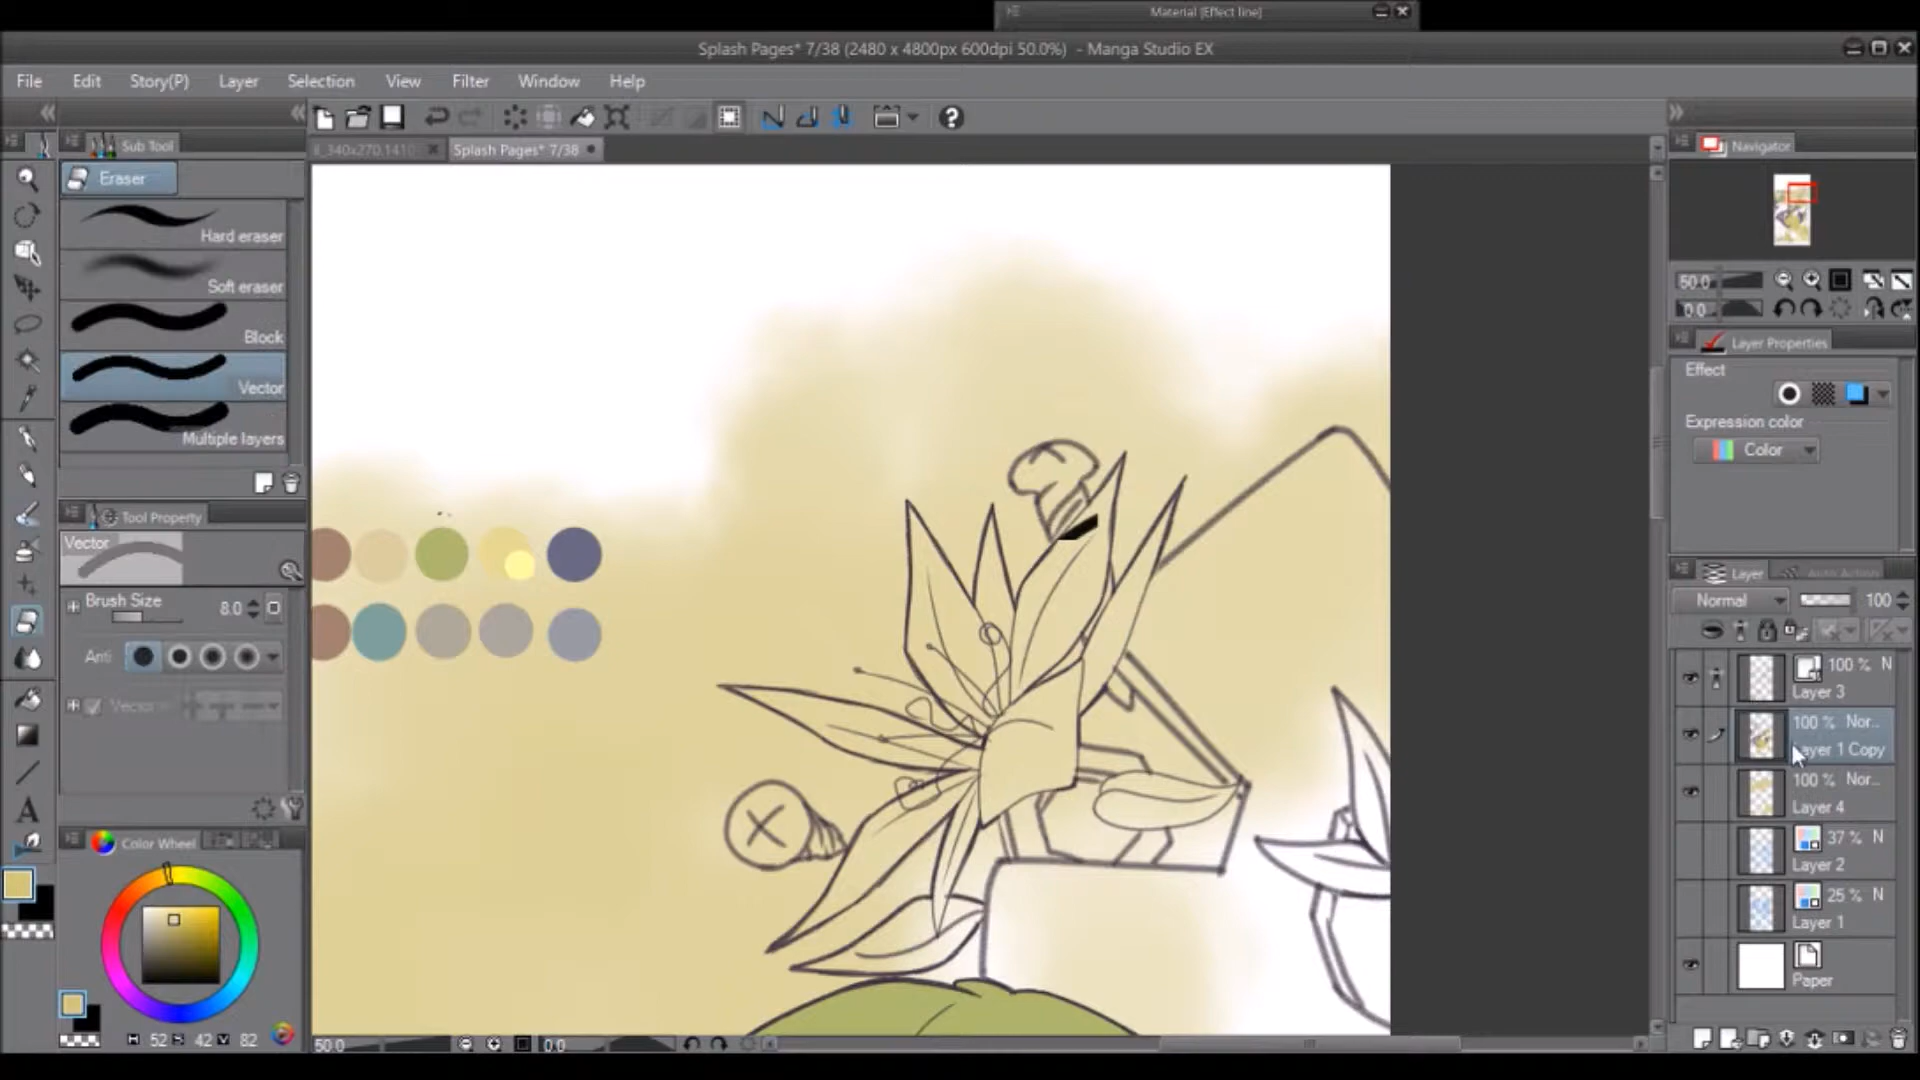 Material [Effect line]
Splash Pages* 7/38 (2480 x 4800px 600dpi 50.0%) - Manga Studio EX
File Edit Story(P) Layer Selection View Filter Window Help
Sub Tool
Splash Pages* 7/38
Navigator
Eraser
Hard eraser
Soft eraser
Block
Vector
Multiple layers
50.0
0.0
Layer Properties
Effect
Expression color
Color
Tool Property
Vector
Brush Size 8.0
Anti
Vector
Layer Auto Action
Normal 100
100 % N
Layer 3
100 % Nor...
Layer 1 Copy
100 % Nor...
Layer 4
37 % N
Layer 2
25 % N
Layer 1
Paper
Color Wheel
H 52 S 42 V 82
50.0 0.0